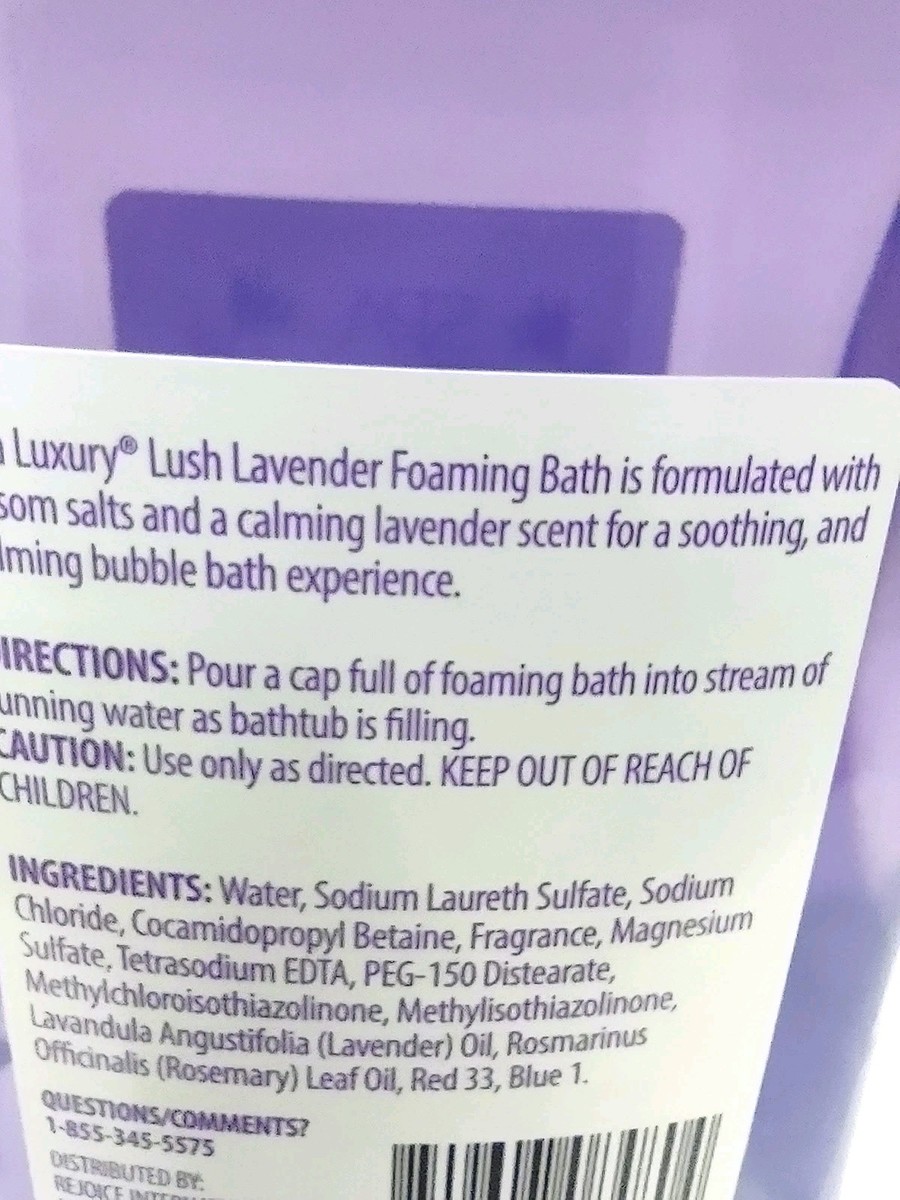 Luxury® Lush Lavender Foaming Bath is formulated with
som salts and a calming lavender scent for a soothing, and
lming bubble bath experience.
IRECTIONS: Pour a cap full of foaming bath into stream of
unning water as bathtub is filling.
CAUTION: Use only as directed. KEEP OUT OF REACH OF
CHILDREN.
INGREDIENTS: Water, Sodium Laureth Sulfate, Sodium
Chloride, Cocamidopropyl Betaine, Fragrance, Magnesium
Sulfate, Tetrasodium EDTA, PEG-150 Distearate,
Methylchloroisothiazolinone, Methylisothiazolinone,
Lavandula Angustifolia (Lavender) Oil, Rosmarinus
Officinalis (Rosemary) Leaf Oil, Red 33, Blue 1.
QUESTIONS/COMMENTS?
1-855-345-5575
DISTRIBUTED BY:
REJOICE